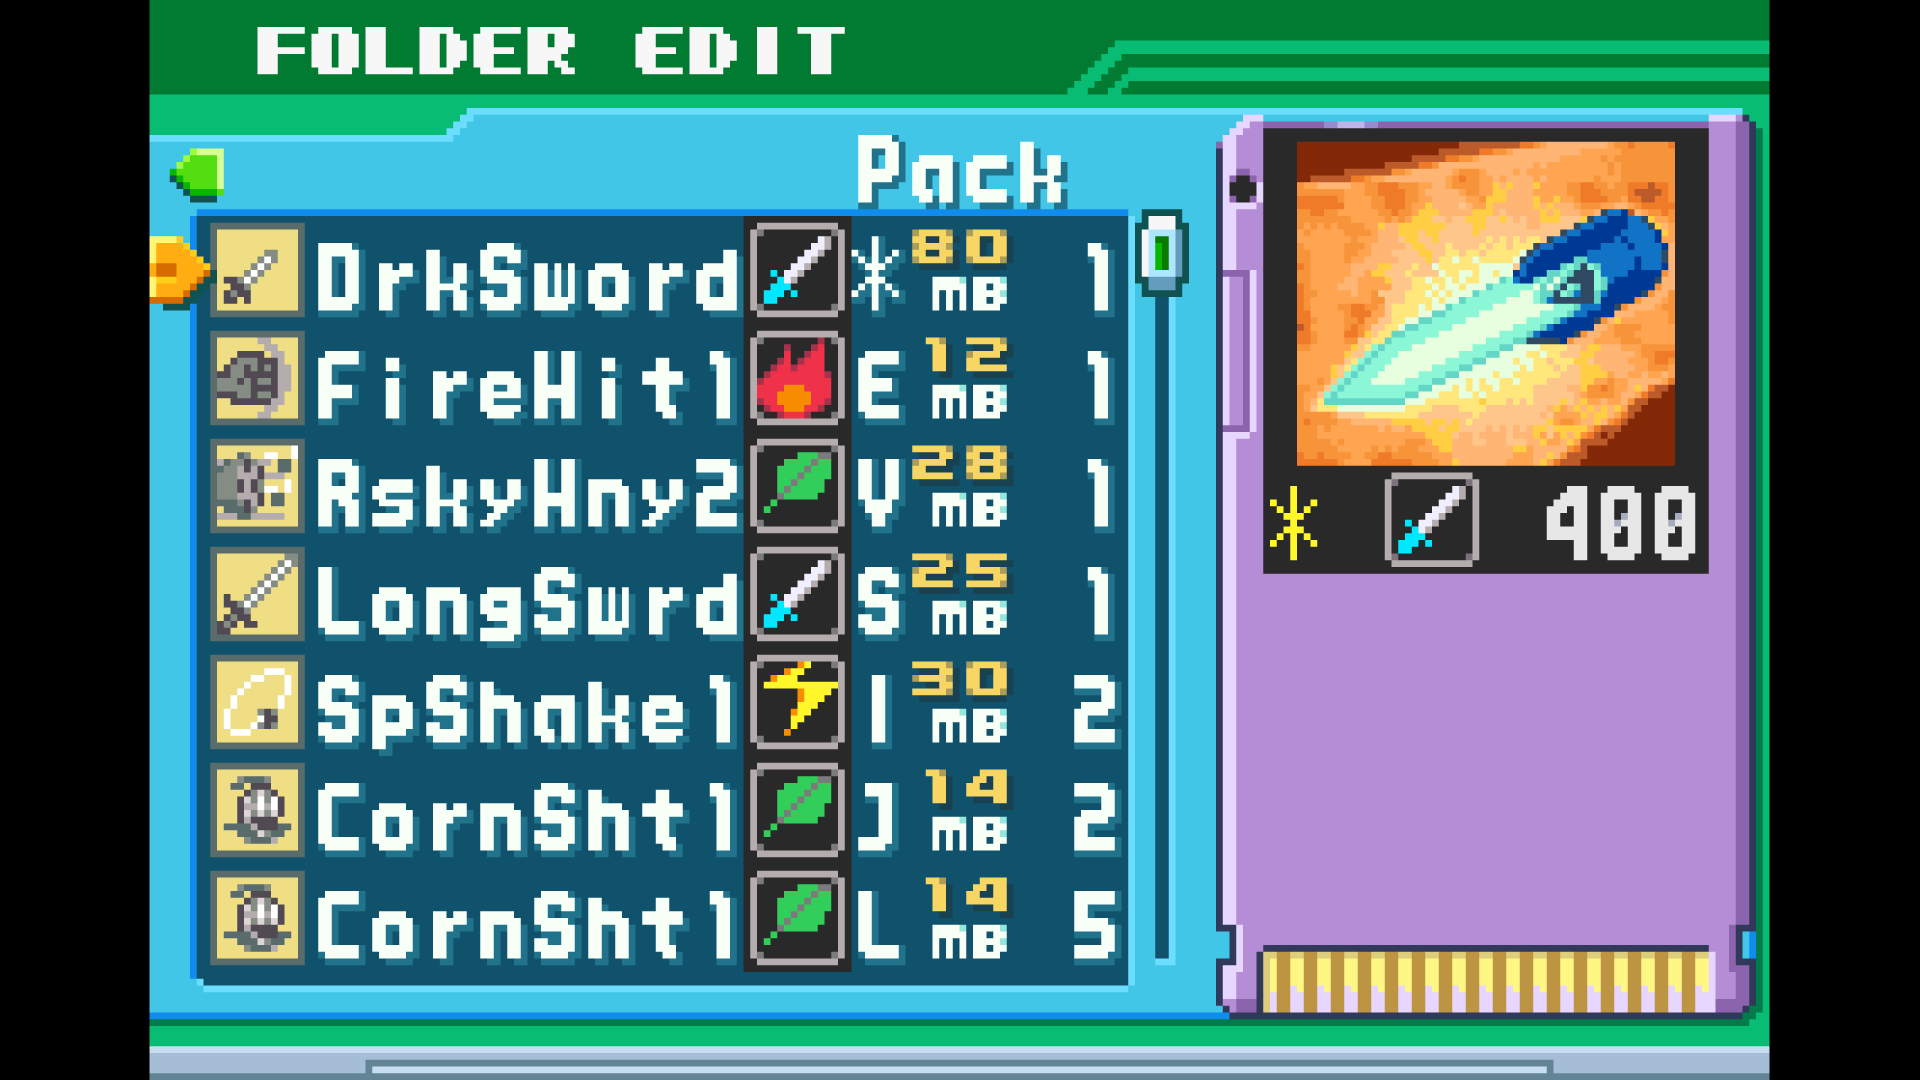 FOLDER EDIT
Pack
DrkSword * 80 mB 1
FireHit1 E 12 mB 1
RskyHny2 V 28 mB 1
LongSwrd S 25 mB 1
SpShake1 I 30 mB 2
CornSht1 J 14 mB 2
CornSht1 L 14 mB 5
* 400